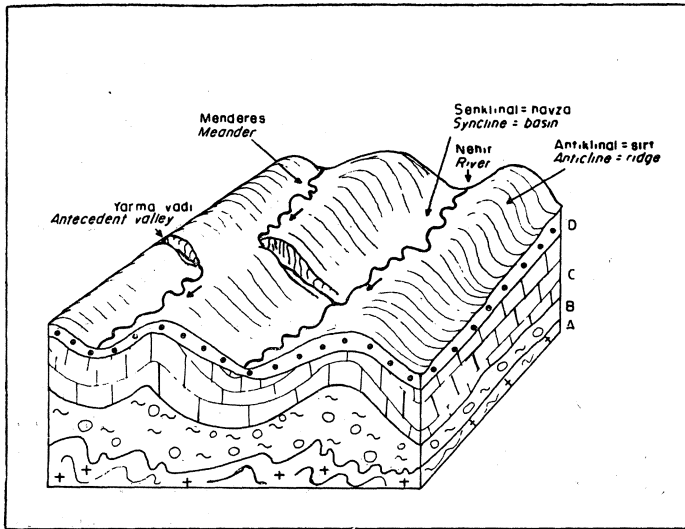 Menderes
Meander
Senklinal = havza
Syncline = basin
Nehir
River
Antiklinal = sırt
Anticline = ridge
Yarma vadi
Antecedent valley
D
C
B
A